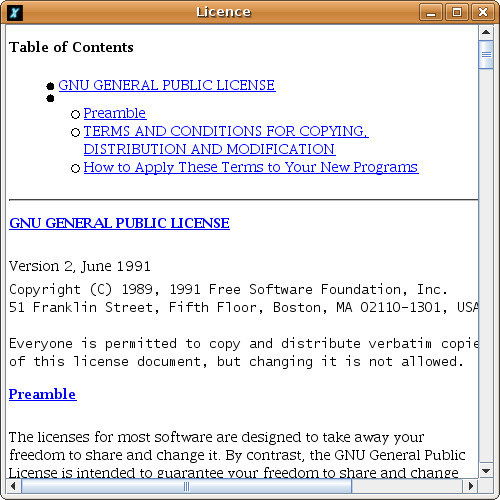 Licence
Table of Contents
GNU GENERAL PUBLIC LICENSE
Preamble
TERMS AND CONDITIONS FOR COPYING,
DISTRIBUTION AND MODIFICATION
How to Apply These Terms to Your New Programs
GNU GENERAL PUBLIC LICENSE
Version 2, June 1991
Copyright (C) 1989, 1991 Free Software Foundation, Inc.
51 Franklin Street, Fifth Floor, Boston, MA 02110-1301, USA
Everyone is permitted to copy and distribute verbatim copie
of this license document, but changing it is not allowed.
Preamble
The licenses for most software are designed to take away your
freedom to share and change it. By contrast, the GNU General Public
License is intended to guarantee your freedom to share and change